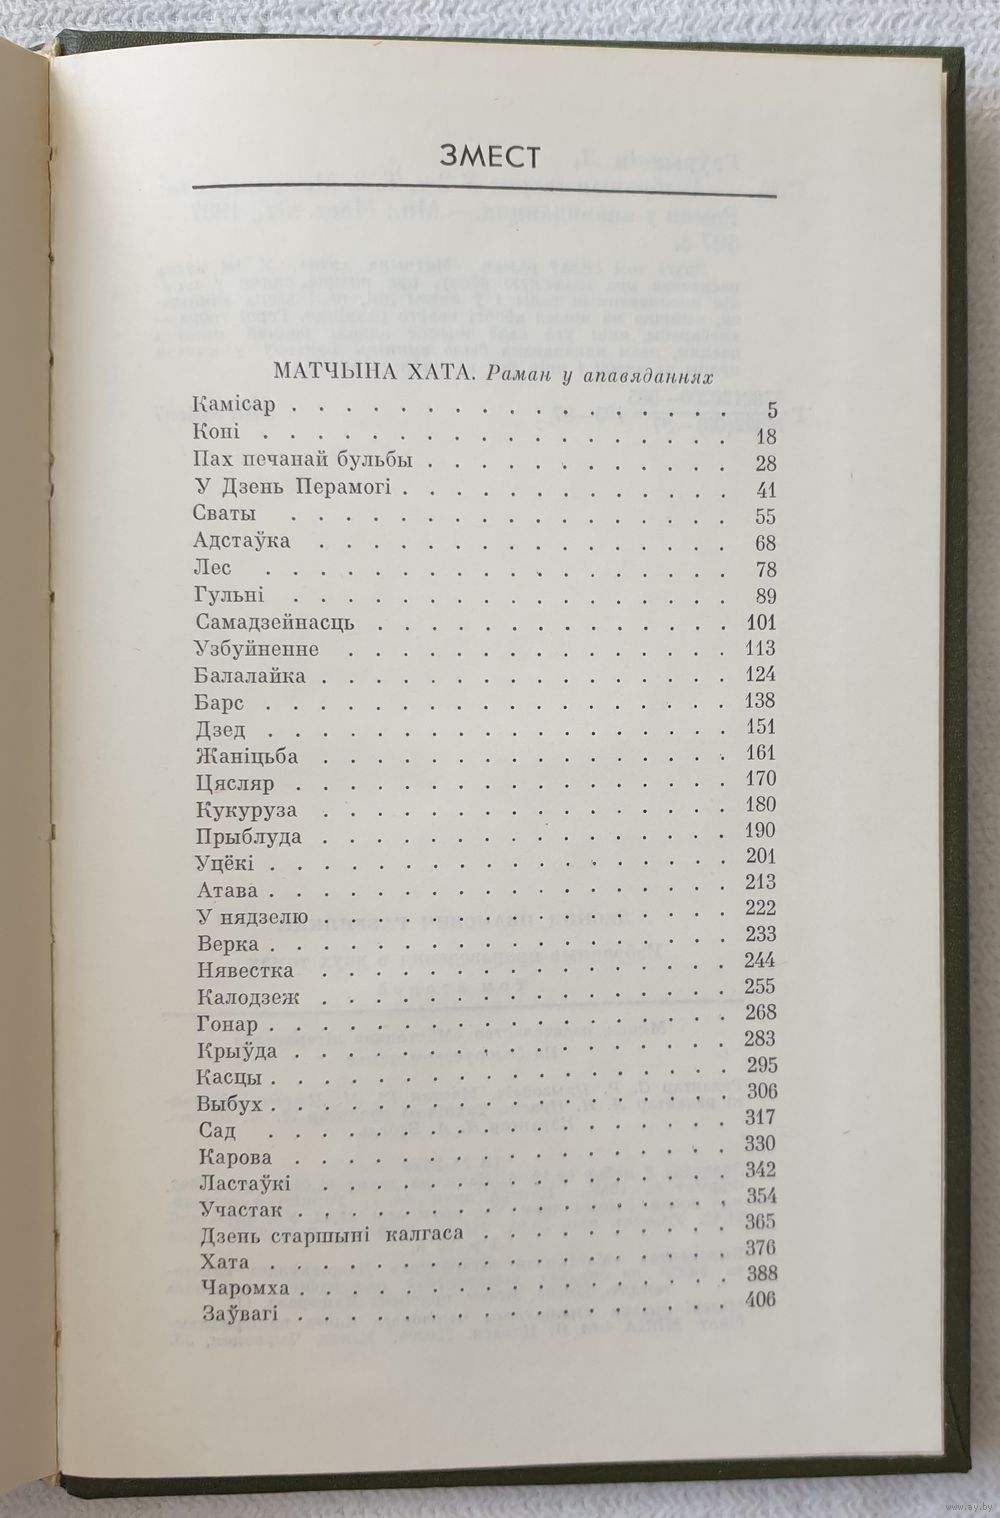 ЗМЕСТ
МАТЧЫНА ХАТА. Раман у апавяданнях
Камісар . . . . . . . . . . . . . . . . . 5
Коні . . . . . . . . . . . . . . . . . . 18
Пах печанай бульбы . . . . . . . . . . . . 28
У Дзень Перамогі . . . . . . . . . . . . . 41
Сваты . . . . . . . . . . . . . . . . . 55
Адстаўка . . . . . . . . . . . . . . . . 68
Лес . . . . . . . . . . . . . . . . . . 78
Гульні . . . . . . . . . . . . . . . . . 89
Самадзейнасць . . . . . . . . . . . . . . 101
Узбуйненне . . . . . . . . . . . . . . . 113
Балалайка . . . . . . . . . . . . . . . . 124
Барс . . . . . . . . . . . . . . . . . . 138
Дзед . . . . . . . . . . . . . . . . . . 151
Жаніцьба . . . . . . . . . . . . . . . . 161
Цясляр . . . . . . . . . . . . . . . . . 170
Кукуруза . . . . . . . . . . . . . . . . 180
Прыблуда . . . . . . . . . . . . . . . . 190
Уцёкі . . . . . . . . . . . . . . . . . . 201
Атава . . . . . . . . . . . . . . . . . . 213
У нядзелю . . . . . . . . . . . . . . . . 222
Верка . . . . . . . . . . . . . . . . . . 233
Нявестка . . . . . . . . . . . . . . . . 244
Калодзеж . . . . . . . . . . . . . . . . 255
Гонар . . . . . . . . . . . . . . . . . . 268
Крыўда . . . . . . . . . . . . . . . . . 283
Касцы . . . . . . . . . . . . . . . . . . 295
Выбух . . . . . . . . . . . . . . . . . . 306
Сад . . . . . . . . . . . . . . . . . . 317
Карова . . . . . . . . . . . . . . . . . 330
Ластаўкі . . . . . . . . . . . . . . . . 342
Участак . . . . . . . . . . . . . . . . . 354
Дзень старшыні калгаса . . . . . . . . . . 365
Хата . . . . . . . . . . . . . . . . . . 376
Чаромха . . . . . . . . . . . . . . . . . 388
Заўвагі . . . . . . . . . . . . . . . . . 406
www.ay.by